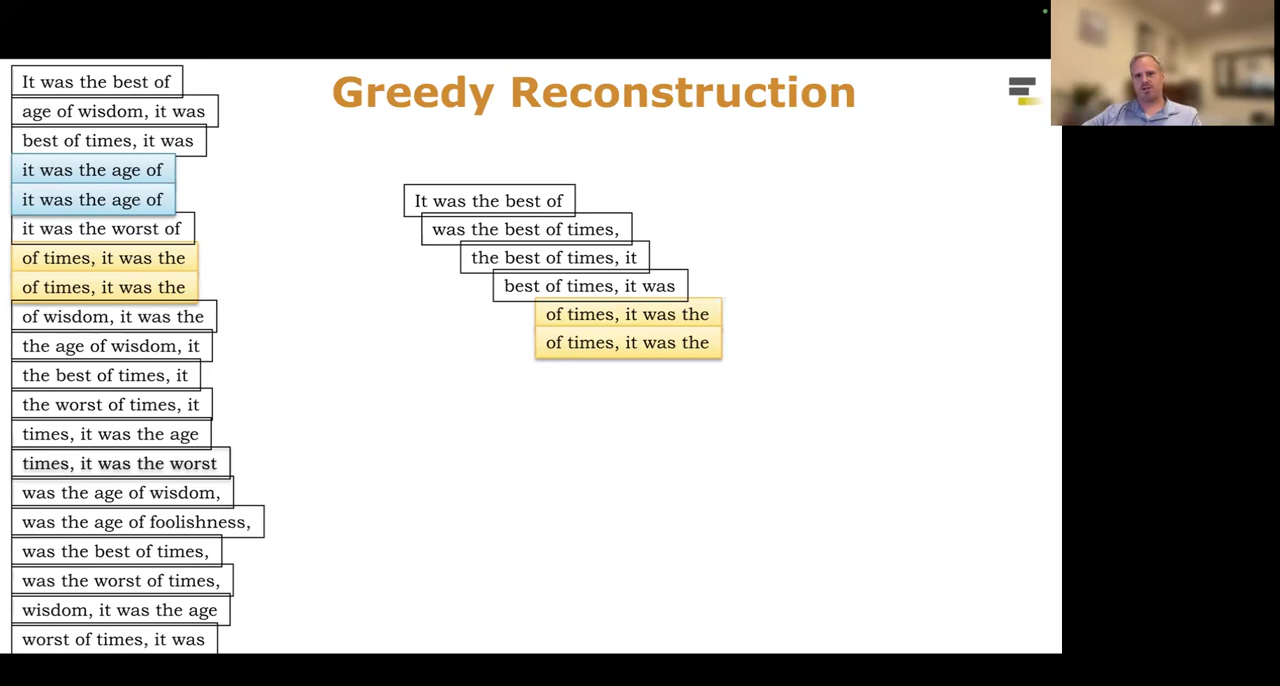 Greedy Reconstruction
It was the best of
age of wisdom, it was
best of times, it was
it was the age of
it was the age of
it was the worst of
of times, it was the
of times, it was the
of wisdom, it was the
the age of wisdom, it
the best of times, it
the worst of times, it
times, it was the age
times, it was the worst
was the age of wisdom,
was the age of foolishness,
was the best of times,
was the worst of times,
wisdom, it was the age
worst of times, it was
It was the best of
was the best of times,
the best of times, it
best of times, it was
of times, it was the
of times, it was the